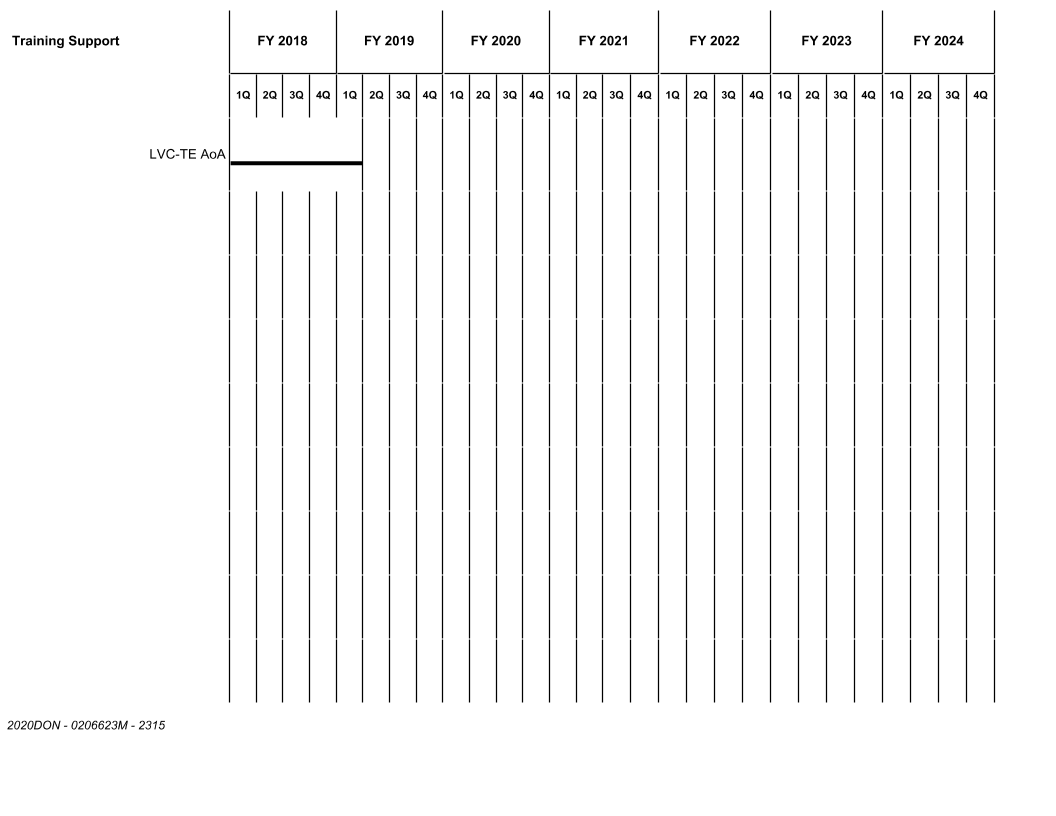 Training Support FY 2018 FY 2019 FY 2020 FY 2021 FY 2022 FY 2023 FY 2024
1Q 2Q 3Q 4Q 1Q 2Q 3Q 4Q 1Q 2Q 3Q 4Q 1Q 2Q 3Q 4Q 1Q 2Q 3Q 4Q 1Q 2Q 3Q 4Q 1Q 2Q 3Q 4Q
LVC-TE AoA
2020DON - 0206623M - 2315